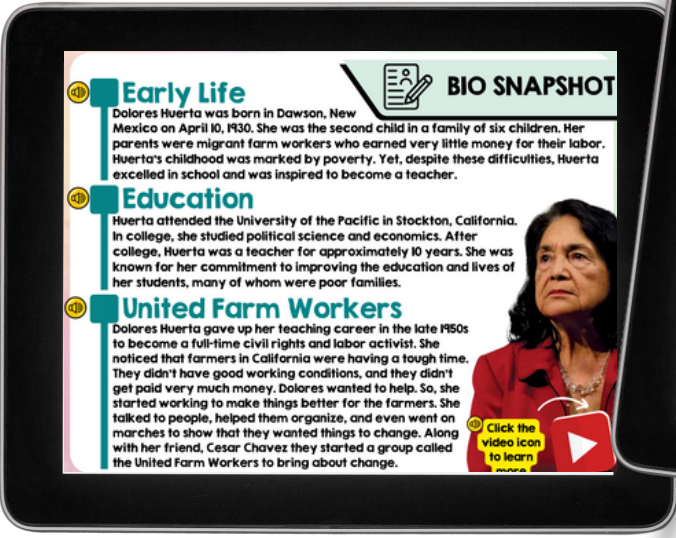 BIO SNAPSHOT
Early Life
Dolores Huerta was born in Dawson, New
Mexico on April 10, 1930. She was the second child in a family of six children. Her
parents were migrant farm workers who earned very little money for their labor.
Huerta's childhood was marked by poverty. Yet, despite these difficulties, Huerta
excelled in school and was inspired to become a teacher.
Education
Huerta attended the University of the Pacific in Stockton, California.
In college, she studied political science and economics. After
college, Huerta was a teacher for approximately 10 years. She was
known for her commitment to improving the education and lives of
her students, many of whom were poor families.
United Farm Workers
Dolores Huerta gave up her teaching career in the late 1950s
to become a full-time civil rights and labor activist. She
noticed that farmers in California were having a tough time.
They didn't have good working conditions, and they didn't
get paid very much money. Dolores wanted to help. So, she
started working to make things better for the farmers. She
talked to people, helped them organize, and even went on
marches to show that they wanted things to change. Along
with her friend, Cesar Chavez they started a group called
the United Farm Workers to bring about change.
Click the
video icon
to learn
more